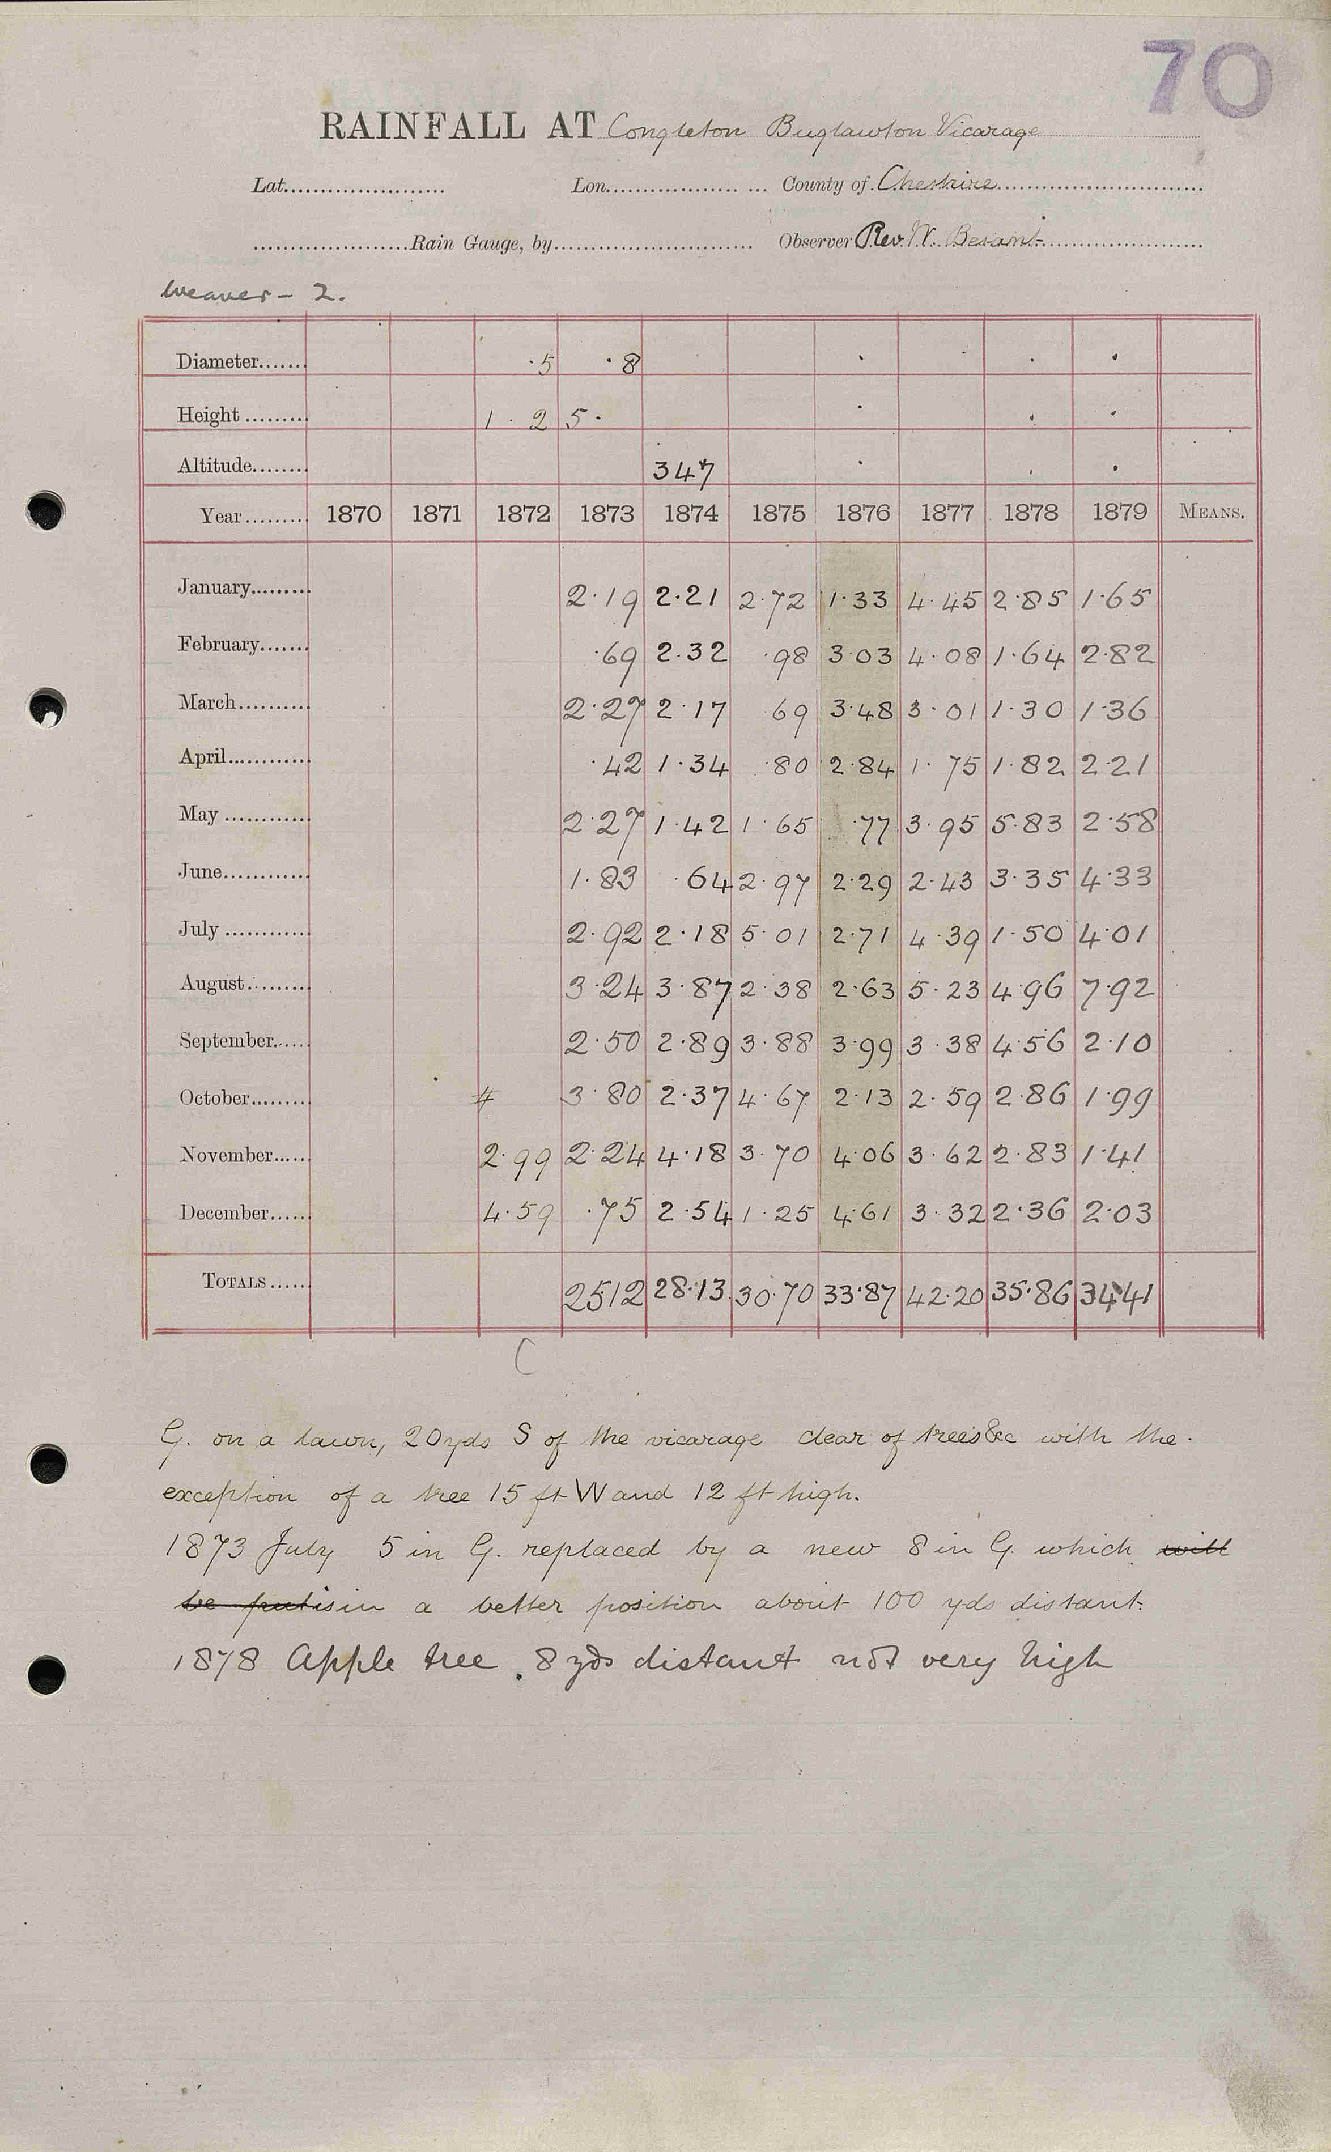 70
RAINFALL AT Congleton Buglawton Vicarage
Lat. Lon. County of Cheshire
Rain Gauge, by Observer Rev. W. Besant
Weaver - 2.
Diameter ·5 ·8
Height 1· 2 5·
Altitude 347
Year 1870 1871 1872 1873 1874 1875 1876 1877 1878 1879 MEANS.
January 2·19 2·21 2·72 1·33 4·45 2·85 1·65
February ·69 2·32 ·98 3·03 4·08 1·64 2·82
March 2·27 2·17 69 3·48 3·01 1·30 1·36
April ·42 1·34 ·80 2·84 1·75 1·82 2·21
May 2·27 1·42 1·65 ·77 3·95 5·83 2·58
June 1·83 ·64 2·97 2·29 2·43 3·35 4·33
July 2·92 2·18 5·01 2·71 4·39 1·50 4·01
August 3·24 3·87 2·38 2·63 5·23 4·96 7·92
September 2·50 2·89 3·88 3·99 3·38 4·56 2·10
October # 3·80 2·37 4·67 2·13 2·59 2·86 1·99
November 2·99 2·24 4·18 3·70 4·06 3·62 2·83 1·41
December 4·59 ·75 2·54 1·25 4·61 3·32 2·36 2·03
TOTALS 2512 28·13 30·70 33·87 42·20 35·86 34·41
C
G. on a lawn, 20 yds S of the vicarage clear of trees &c with the
exception of a tree 15 ft W and 12 ft high.
1873 July 5 in G. replaced by a new 8 in G. which will
be put is in a better position about 100 yds distant.
1878 Apple tree 8 yds distant not very high